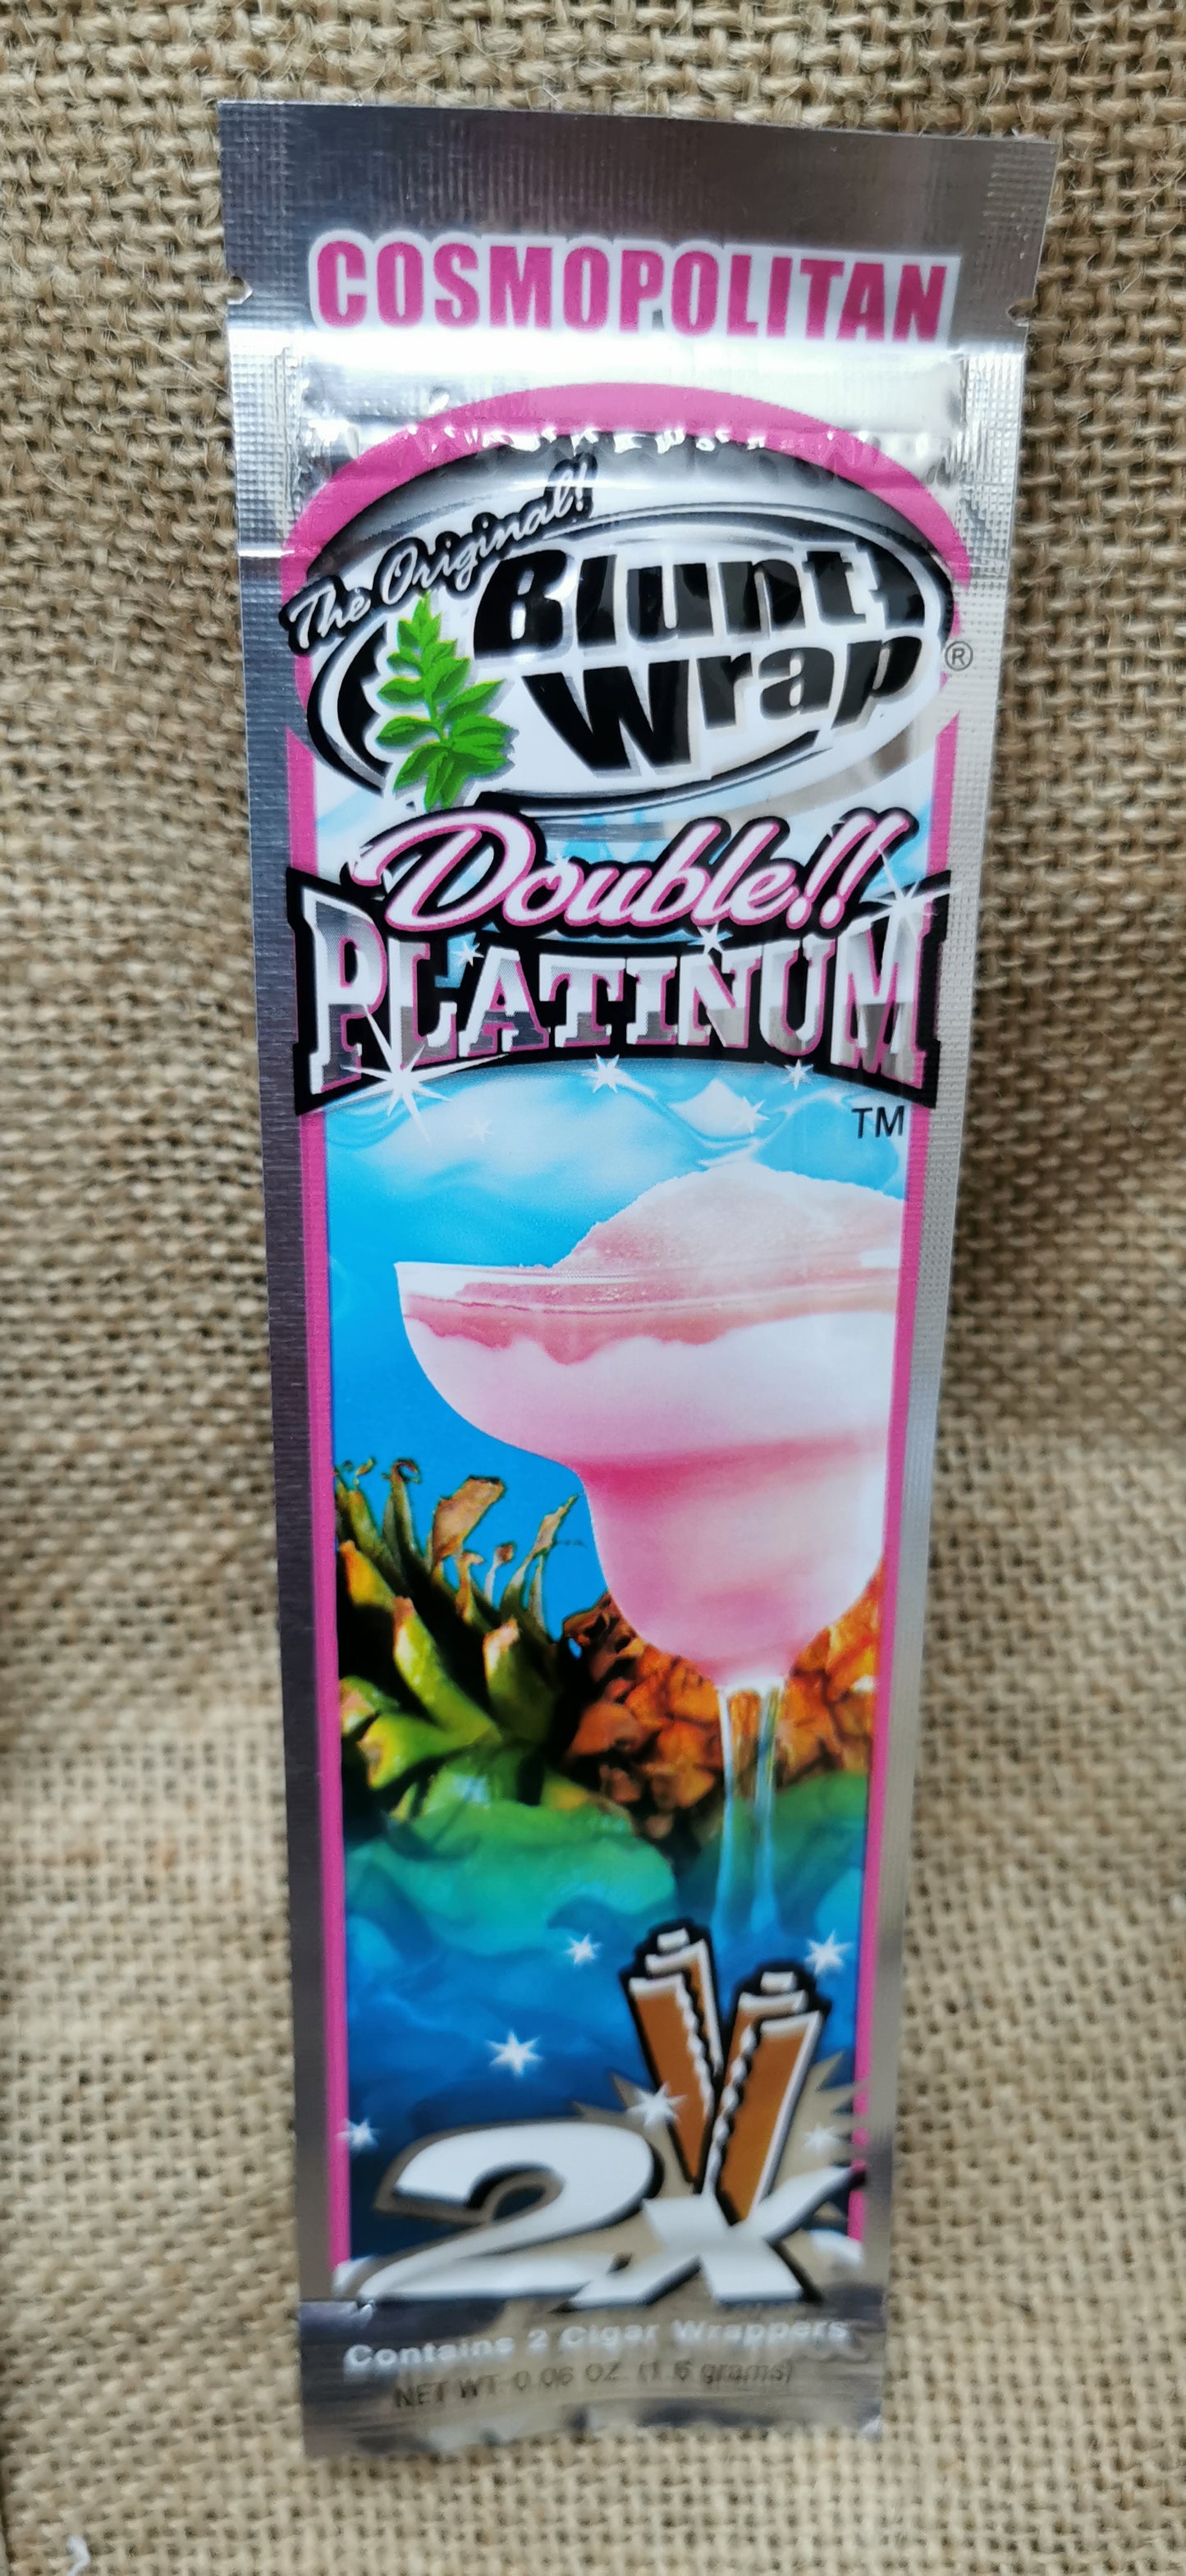 COSMOPOLITAN
The Original!
Blunt
Wrap®
Double!!
PLATINUM
TM
2x
Contains 2 Cigar Wrappers
NET WT 0.06 OZ. (1.6 grams)